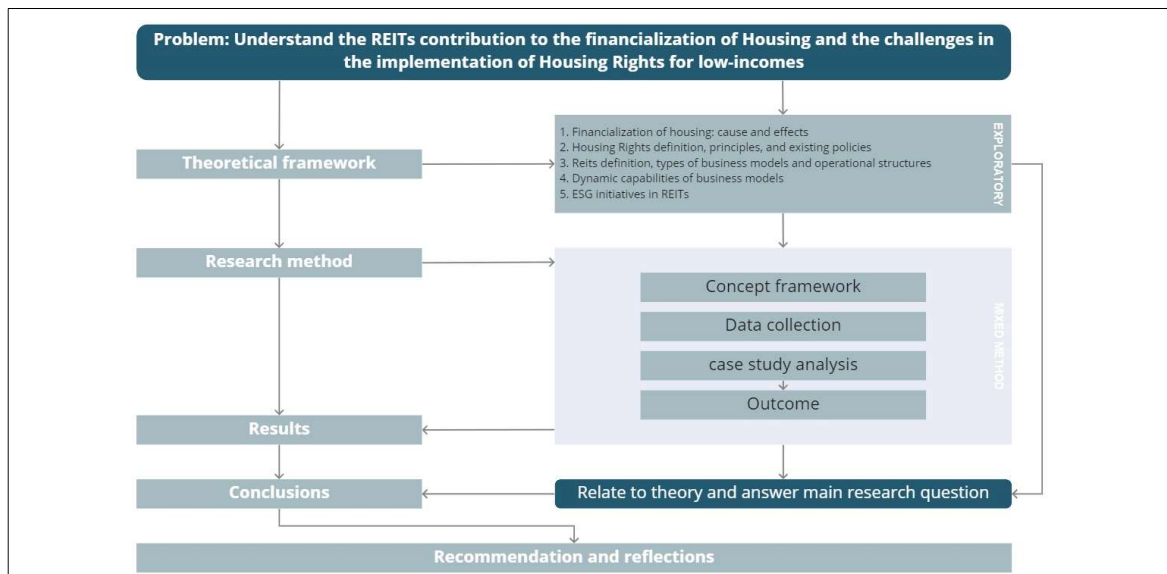 Problem: Understand the REITs contribution to the financialization of Housing and the challenges in
the implementation of Housing Rights for low-incomes
Theoretical framework
1. Financialization of housing: cause and effects
2. Housing Rights definition, principles, and existing policies
3. Reits definition, types of business models and operational structures
4. Dynamic capabilities of business models
5. ESG initiatives in REITs
EXPLORATORY
Research method
Concept framework
Data collection
case study analysis
Outcome
MIXED METHOD
Results
Conclusions
Relate to theory and answer main research question
Recommendation and reflections